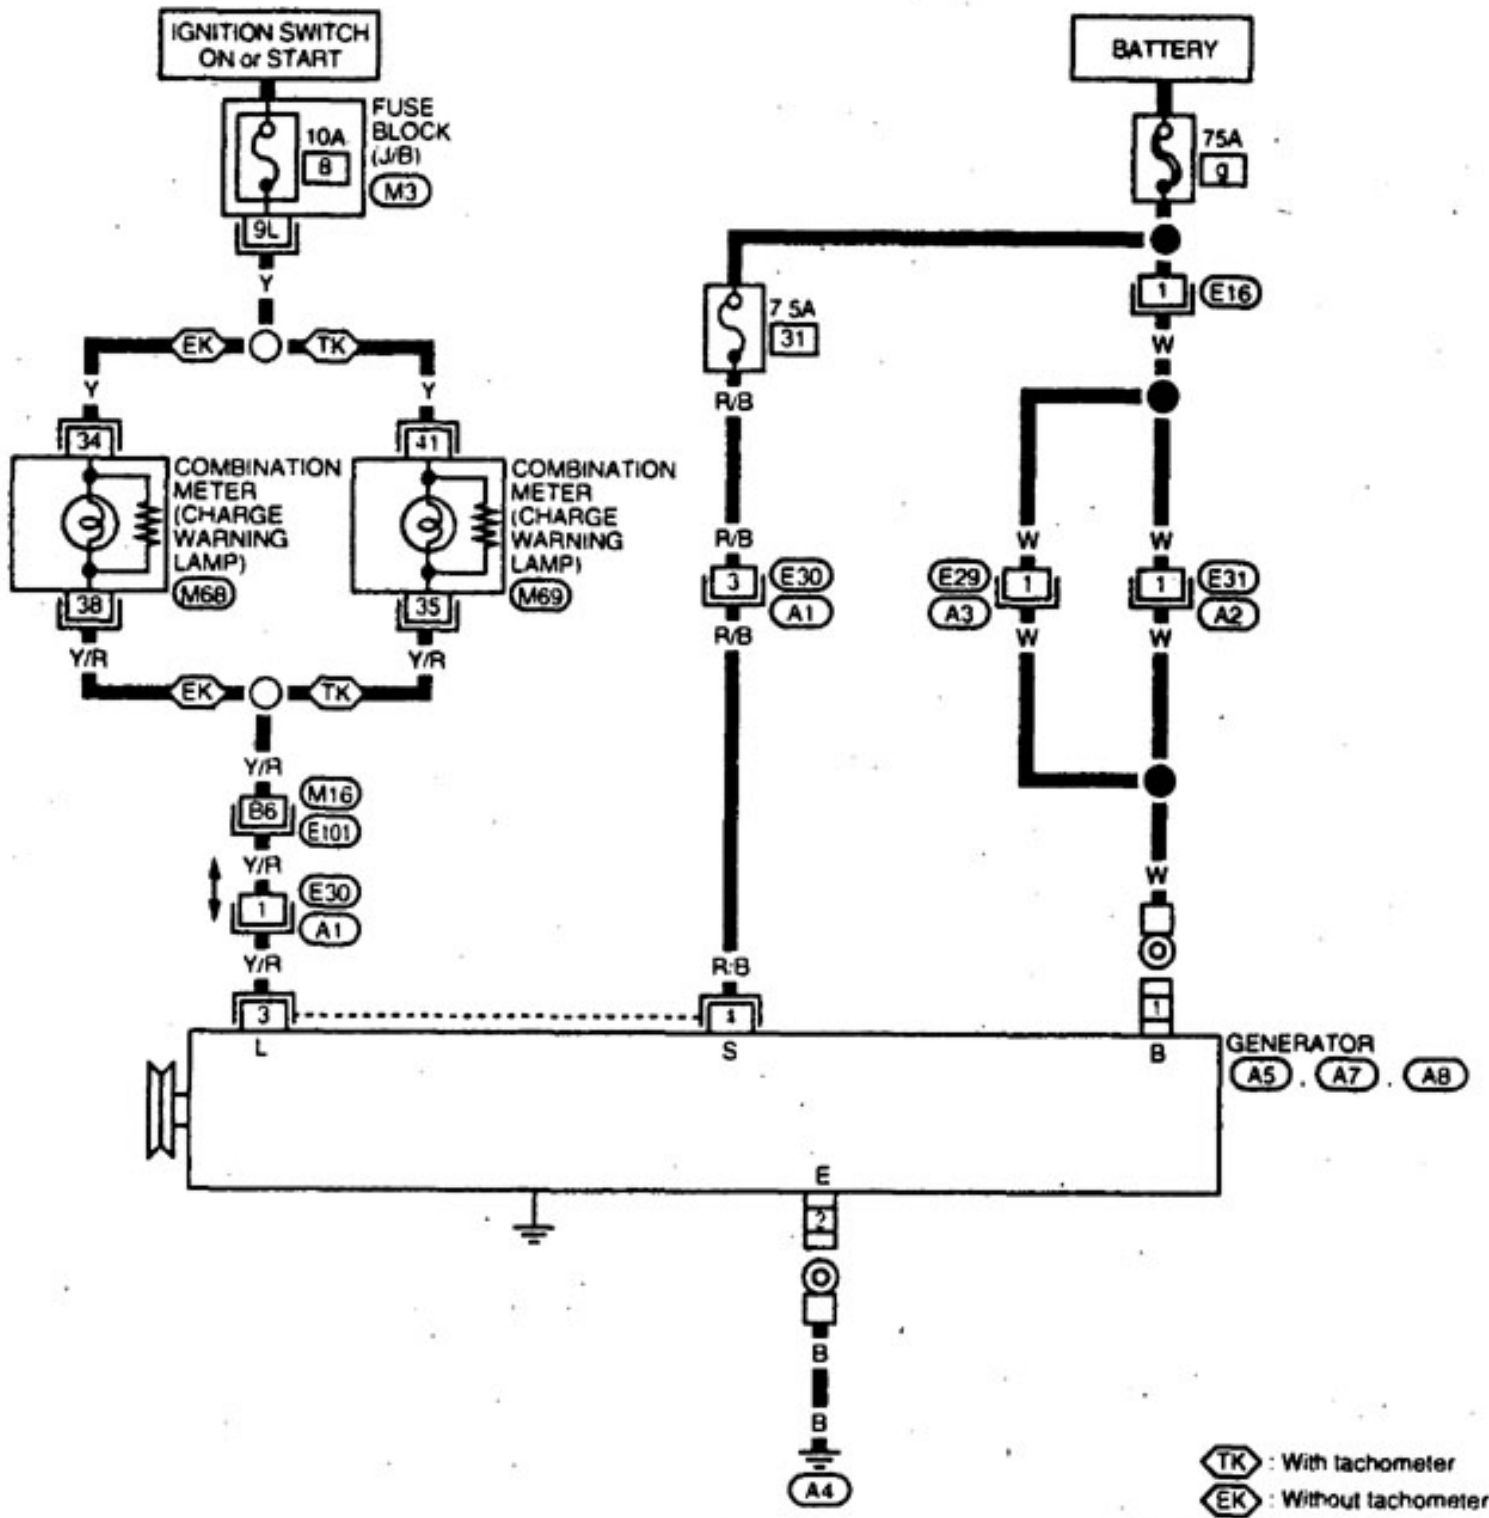 IGNITION SWITCH
ON or START
BATTERY
FUSE
BLOCK
(J/B)
M3
10A
8
9L
75A
g
Y
7.5A
31
1
E16
W
EK
TK
Y
Y
R/B
34
41
COMBINATION
METER
(CHARGE
WARNING
LAMP)
M68
COMBINATION
METER
(CHARGE
WARNING
LAMP)
M69
R/B
W
W
3
E30
A1
E29
A3
1
1
E31
A2
38
35
R/B
W
W
Y/R
Y/R
EK
TK
Y/R
B6
M16
E101
Y/R
1
E30
A1
W
Y/R
R/B
3
4
1
L
S
B
GENERATOR
A5 . A7 . A8
E
2
B
B
A4
TK : With tachometer
EK : Without tachometer